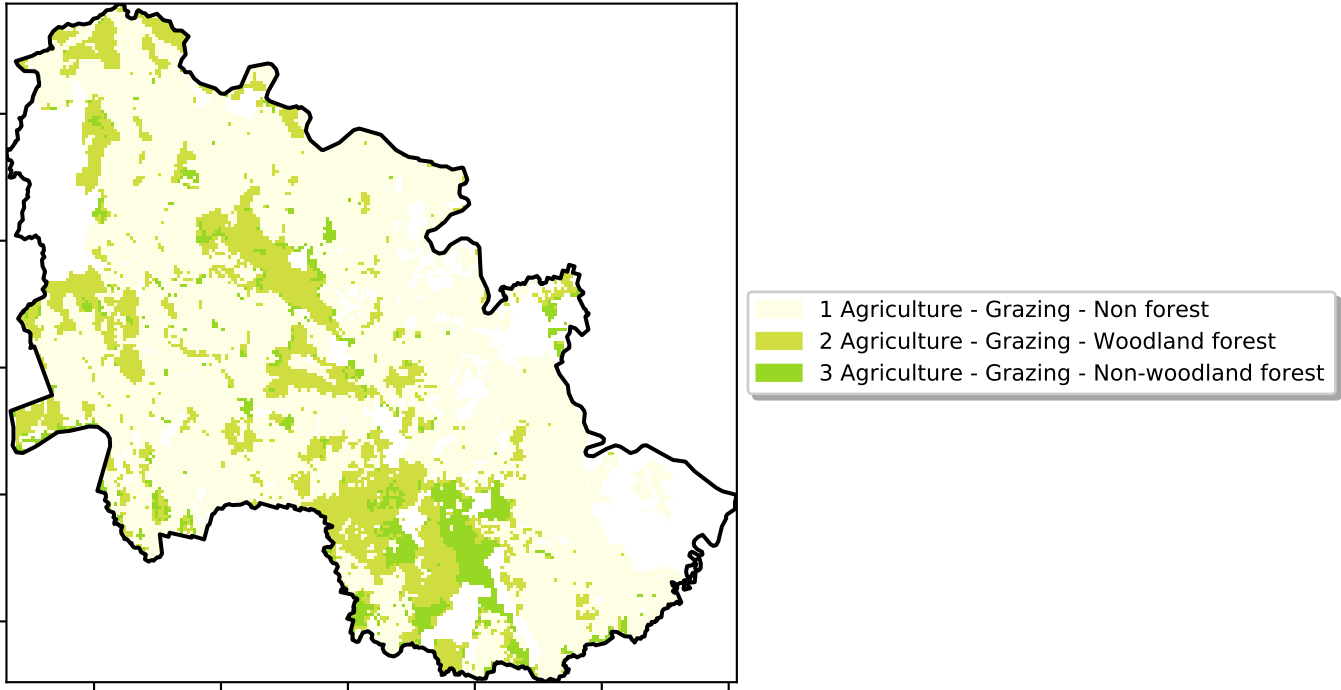 1 Agriculture - Grazing - Non forest
2 Agriculture - Grazing - Woodland forest
3 Agriculture - Grazing - Non-woodland forest